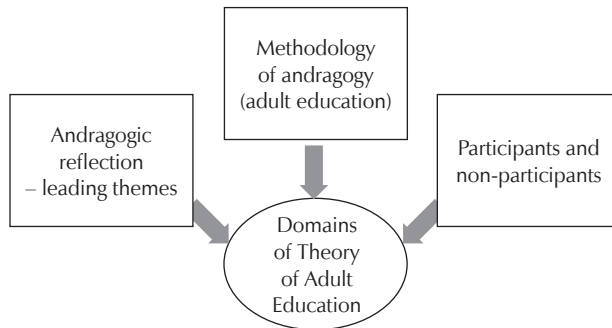 Methodology
of andragogy
(adult education)
Andragogic
reflection
– leading themes
Participants and
non-participants
Domains
of Theory
of Adult
Education